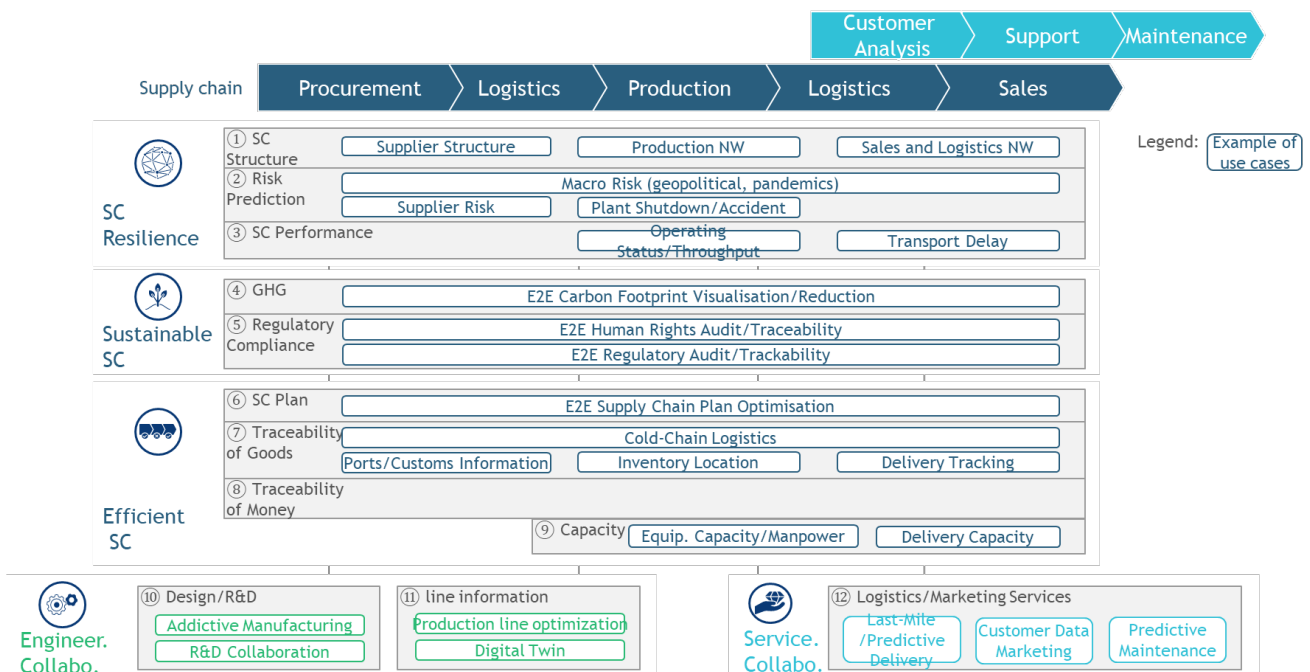 Customer
Analysis
Support
Maintenance
Supply chain
Procurement
Logistics
Production
Logistics
Sales
Legend:
Example of
use cases
SC
Resilience
① SC
Structure
Supplier Structure
Production NW
Sales and Logistics NW
② Risk
Prediction
Macro Risk (geopolitical, pandemics)
Supplier Risk
Plant Shutdown/Accident
③ SC Performance
Operating
Status/Throughput
Transport Delay
Sustainable
SC
④ GHG
E2E Carbon Footprint Visualisation/Reduction
⑤ Regulatory
Compliance
E2E Human Rights Audit/Traceability
E2E Regulatory Audit/Trackability
Efficient
SC
⑥ SC Plan
E2E Supply Chain Plan Optimisation
⑦ Traceability
of Goods
Cold-Chain Logistics
Ports/Customs Information
Inventory Location
Delivery Tracking
⑧ Traceability
of Money
⑨ Capacity
Equip. Capacity/Manpower
Delivery Capacity
Engineer.
Collabo.
⑩ Design/R&D
Addictive Manufacturing
R&D Collaboration
⑪ line information
Production line optimization
Digital Twin
Service.
Collabo.
⑫ Logistics/Marketing Services
Last-Mile
/Predictive
Delivery
Customer Data
Marketing
Predictive
Maintenance